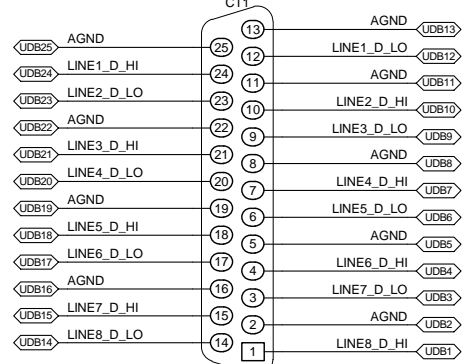 CT1
AGND 13 UDB13
UDB25 AGND 25
LINE1_D_LO 12 UDB12
UDB24 LINE1_D_HI 24
AGND 11 UDB11
UDB23 LINE2_D_LO 23
LINE2_D_HI 10 UDB10
UDB22 AGND 22
LINE3_D_LO 9 UDB9
UDB21 LINE3_D_HI 21
AGND 8 UDB8
UDB20 LINE4_D_LO 20
LINE4_D_HI 7 UDB7
UDB19 AGND 19
LINE5_D_LO 6 UDB6
UDB18 LINE5_D_HI 18
AGND 5 UDB5
UDB17 LINE6_D_LO 17
LINE6_D_HI 4 UDB4
UDB16 AGND 16
LINE7_D_LO 3 UDB3
UDB15 LINE7_D_HI 15
AGND 2 UDB2
UDB14 LINE8_D_LO 14
LINE8_D_HI 1 UDB1